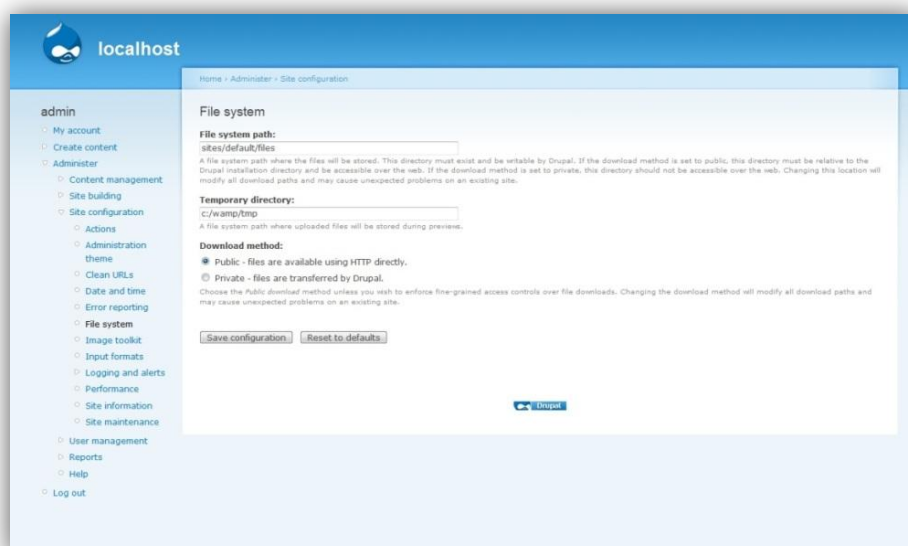 localhost
Home › Administer › Site configuration
admin
My account
Create content
Administer
Content management
Site building
Site configuration
Actions
Administration
theme
Clean URLs
Date and time
Error reporting
File system
Image toolkit
Input formats
Logging and alerts
Performance
Site information
Site maintenance
User management
Reports
Help
Log out
File system
File system path:
sites/default/files
A file system path where the files will be stored. This directory must exist and be writable by Drupal. If the download method is set to public, this directory must be relative to the
Drupal installation directory and be accessible over the web. If the download method is set to private, this directory should not be accessible over the web. Changing this location will
modify all download paths and may cause unexpected problems on an existing site.
Temporary directory:
c:/wamp/tmp
A file system path where uploaded files will be stored during previews.
Download method:
Public - files are available using HTTP directly.
Private - files are transferred by Drupal.
Choose the Public download method unless you wish to enforce fine-grained access controls over file downloads. Changing the download method will modify all download paths and
may cause unexpected problems on an existing site.
Save configuration Reset to defaults
Drupal